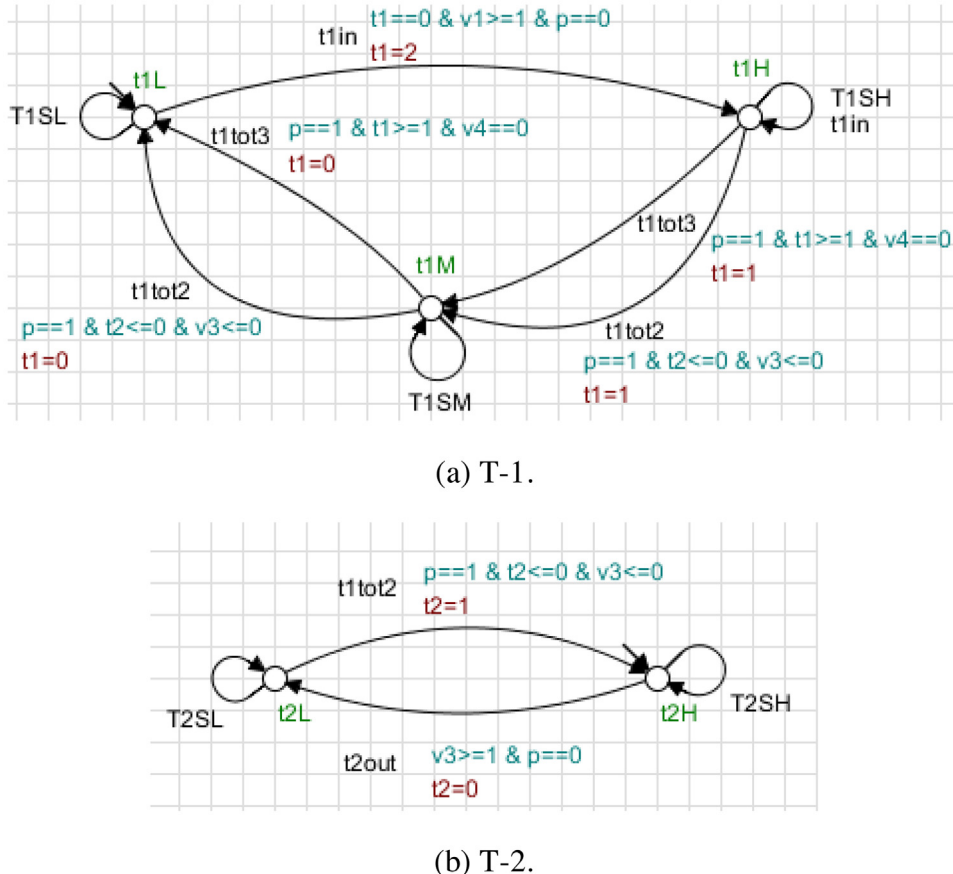 t1==0 & v1>=1 & p==0
t1in
t1=2
t1L
t1H
T1SL
T1SH
t1in
t1tot3
p==1 & t1>=1 & v4==0
t1=0
t1tot3
p==1 & t1>=1 & v4==0
t1=1
t1M
t1tot2
p==1 & t2<=0 & v3<=0
t1=0
t1tot2
p==1 & t2<=0 & v3<=0
t1=1
T1SM
(a) T-1.
t1tot2
p==1 & t2<=0 & v3<=0
t2=1
T2SL
t2L
t2H
T2SH
t2out
v3>=1 & p==0
t2=0
(b) T-2.